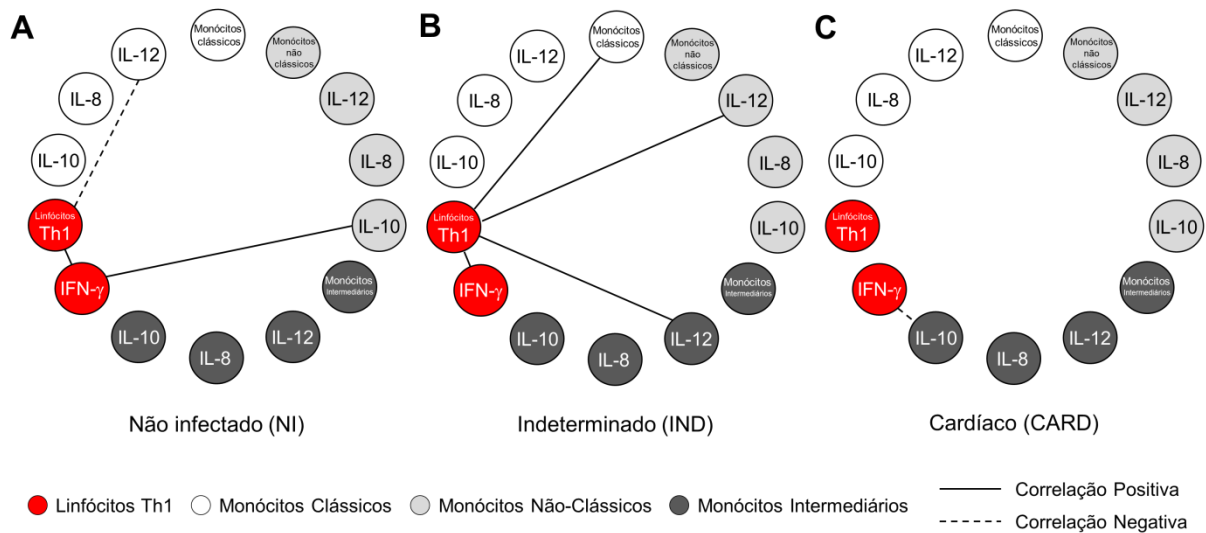 A
Monócitos
clássicos
Monócitos
não
clássicos
IL-12
IL-12
IL-8
IL-8
IL-10
IL-10
Linfócitos
Th1
IFN-γ
Monócitos
Intermediários
IL-10
IL-12
IL-8
Não infectado (NI)
B
Monócitos
clássicos
Monócitos
não
clássicos
IL-12
IL-12
IL-8
IL-8
IL-10
IL-10
Linfócitos
Th1
IFN-γ
Monócitos
Intermediários
IL-10
IL-12
IL-8
Indeterminado (IND)
C
Monócitos
clássicos
Monócitos
não
clássicos
IL-12
IL-12
IL-8
IL-8
IL-10
IL-10
Linfócitos
Th1
IFN-γ
Monócitos
Intermediários
IL-10
IL-12
IL-8
Cardíaco (CARD)
Linfócitos Th1
Monócitos Clássicos
Monócitos Não-Clássicos
Monócitos Intermediários
Correlação Positiva
Correlação Negativa